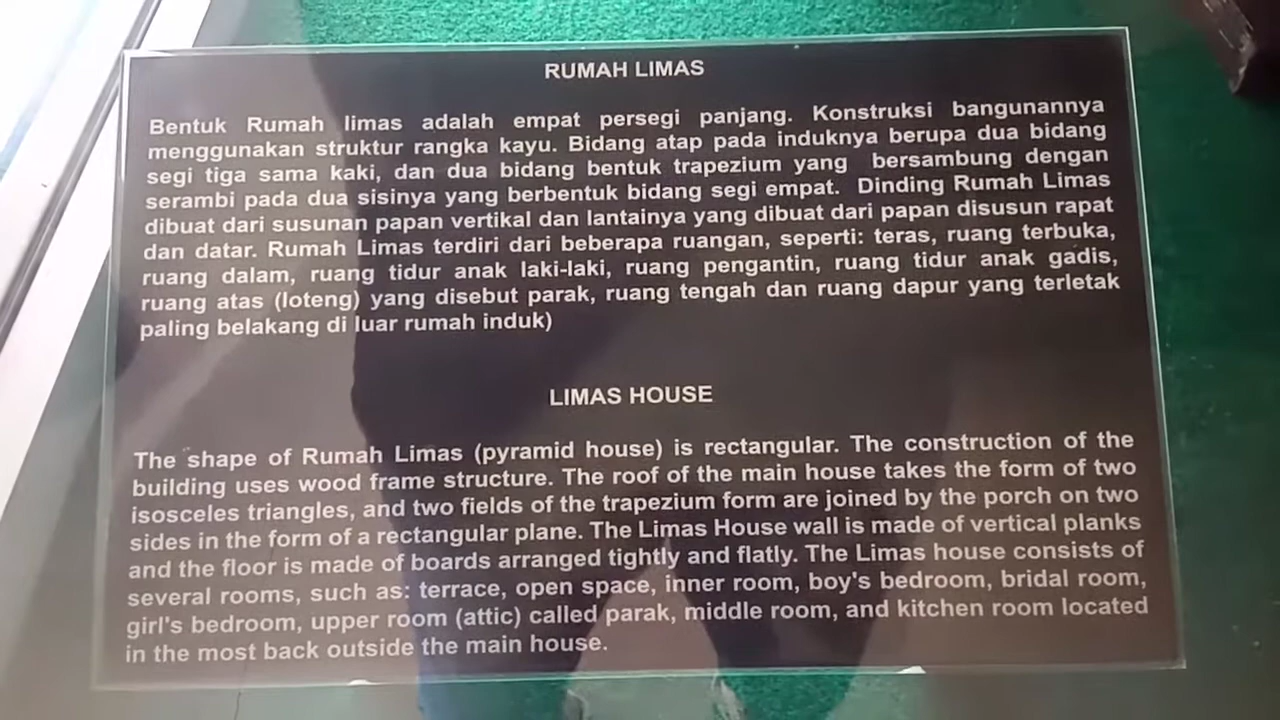 RUMAH LIMAS
Bentuk Rumah limas adalah empat persegi panjang. Konstruksi bangunannya
menggunakan struktur rangka kayu. Bidang atap pada induknya berupa dua bidang
segi tiga sama kaki, dan dua bidang bentuk trapezium yang bersambung dengan
serambi pada dua sisinya yang berbentuk bidang segi empat. Dinding Rumah Limas
dibuat dari susunan papan vertikal dan lantainya yang dibuat dari papan disusun rapat
dan datar. Rumah Limas terdiri dari beberapa ruangan, seperti: teras, ruang terbuka,
ruang dalam, ruang tidur anak laki-laki, ruang pengantin, ruang tidur anak gadis,
ruang atas (loteng) yang disebut parak, ruang tengah dan ruang dapur yang terletak
paling belakang di luar rumah induk)
LIMAS HOUSE
The shape of Rumah Limas (pyramid house) is rectangular. The construction of the
building uses wood frame structure. The roof of the main house takes the form of two
isosceles triangles, and two fields of the trapezium form are joined by the porch on two
sides in the form of a rectangular plane. The Limas House wall is made of vertical planks
and the floor is made of boards arranged tightly and flatly. The Limas house consists of
several rooms, such as: terrace, open space, inner room, boy's bedroom, bridal room,
girl's bedroom, upper room (attic) called parak, middle room, and kitchen room located
in the most back outside the main house.